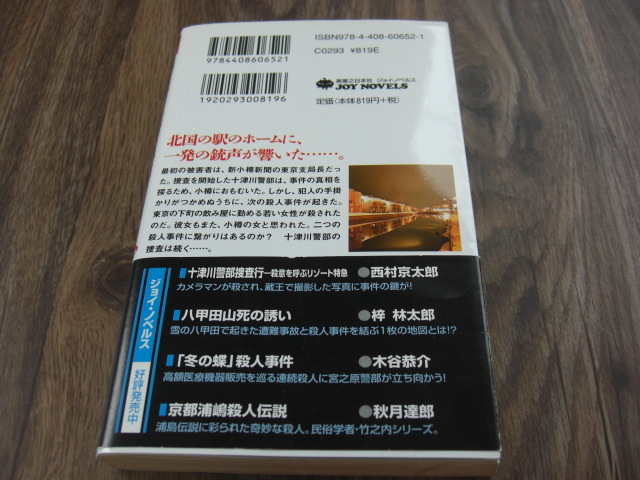 ISBN978-4-408-60652-1
C0293 ¥819E
9784408606521
1920293008196
実業之日本社 ジョイ・ノベルス
JOY NOVELS
定価(本体819円+税)
北国の駅のホームに、
一発の銃声が響いた……。
最初の被害者は、新小樽新聞の東京支局長だっ
た。捜査を開始した十津川警部は、事件の真相を
探るため、小樽におもむいた。しかし、犯人の手掛
かりがつかめぬうちに、次の殺人事件が起きた。
東京の下町の飲み屋に勤める若い女性が殺された
のだ。彼女もまた、小樽の女と思われた。二つの
殺人事件に繋がりはあるのか? 十津川警部の
捜査は続く……。
ジョイ・ノベルス
好評発売中
■十津川警部捜査行―殺意を呼ぶリゾート特急 ●西村京太郎
カメラマンが殺され、蔵王で撮影した写真に事件の鍵が!
■八甲田山死の誘い ●梓 林太郎
雪の八甲田で起きた遭難事故と殺人事件を結ぶ1枚の地図とは!?
■「冬の蝶」殺人事件 ●木谷恭介
高額医療機器販売を巡る連続殺人に宮之原警部が立ち向かう!
■京都浦嶋殺人伝説 ●秋月達郎
浦島伝説に彩られた奇妙な殺人。民俗学者・竹之内シリーズ。